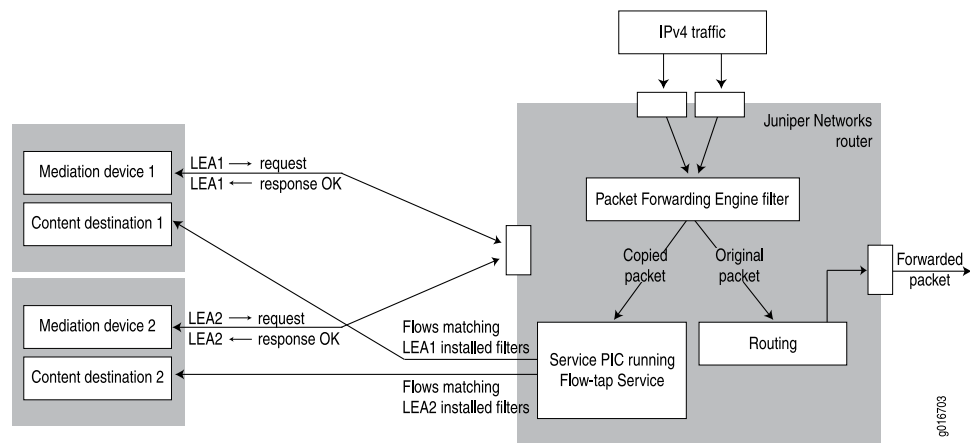 IPv4 traffic
Juniper Networks
router
Mediation device 1
LEA1 → request
LEA1 ← response OK
Content destination 1
Packet Forwarding Engine filter
Copied
packet
Original
packet
Forwarded
packet
Mediation device 2
LEA2 → request
LEA2 ← response OK
Content destination 2
Flows matching
LEA1 installed filters
Flows matching
LEA2 installed filters
Service PIC running
Flow-tap Service
Routing
g016703